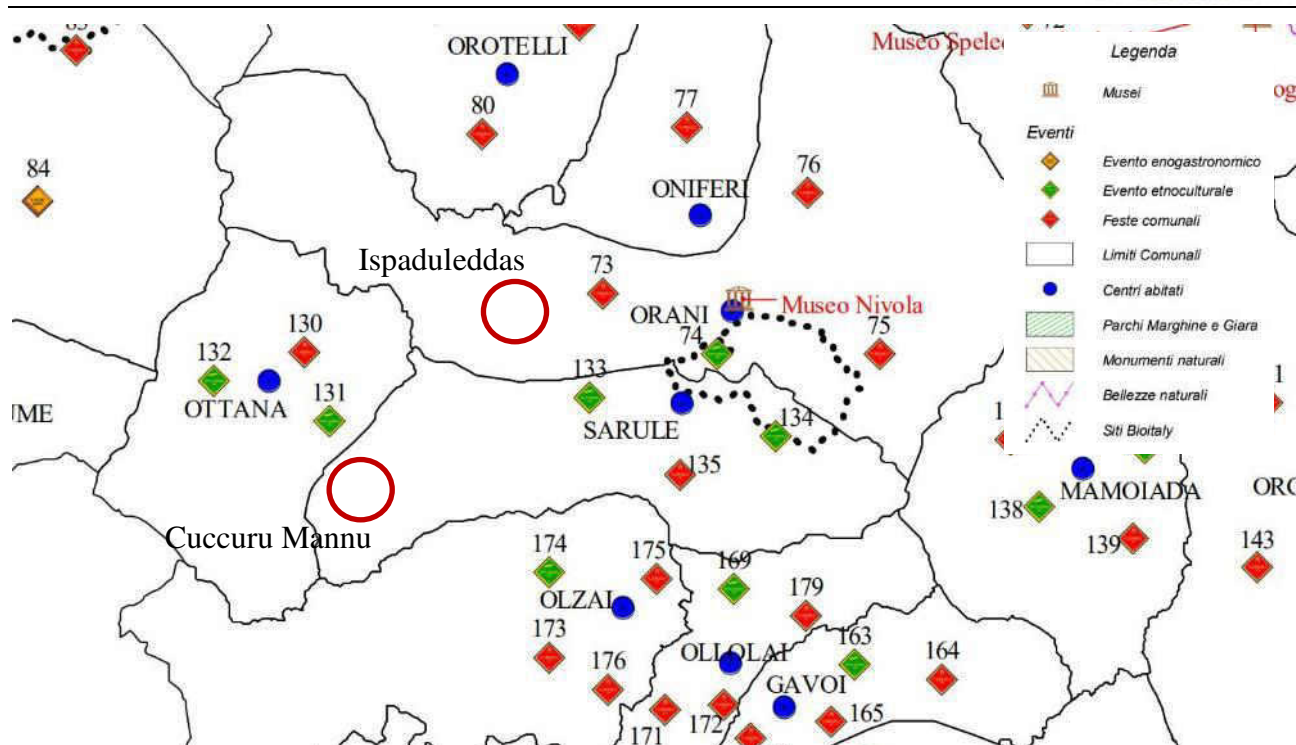 OROTELLI
80
77
84
ONIFERI
76
Museo Spele
Ispaduleddas
73
ORANI
Museo Nivola
74
75
130
132
131
OTTANA
UME
133
SARULE
134
135
Cuccuru Mannu
174
175
169
179
OLZAI
173
176
OLLOLAI
163
164
GAVOI
171
172
165
MAMOIADA
138
139
143
Legenda
Musei
Eventi
Evento enogastronomico
Evento etnoculturale
Feste comunali
Limiti Comunali
Centri abitati
Parchi Marghine e Giara
Monumenti naturali
Bellezze naturali
Siti Bioitaly